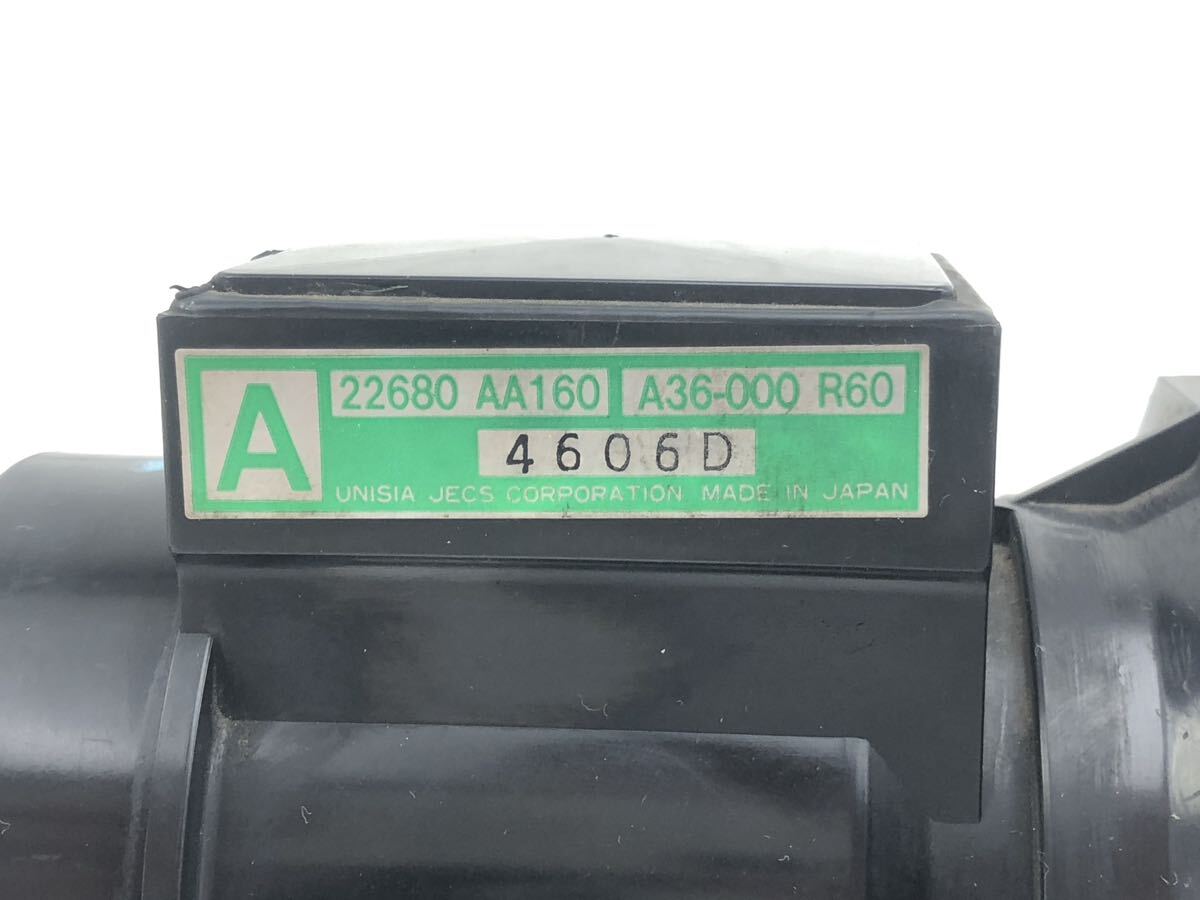 A
22680 AA160 A36-000 R60
4606D
UNISIA JECS CORPORATION MADE IN JAPAN